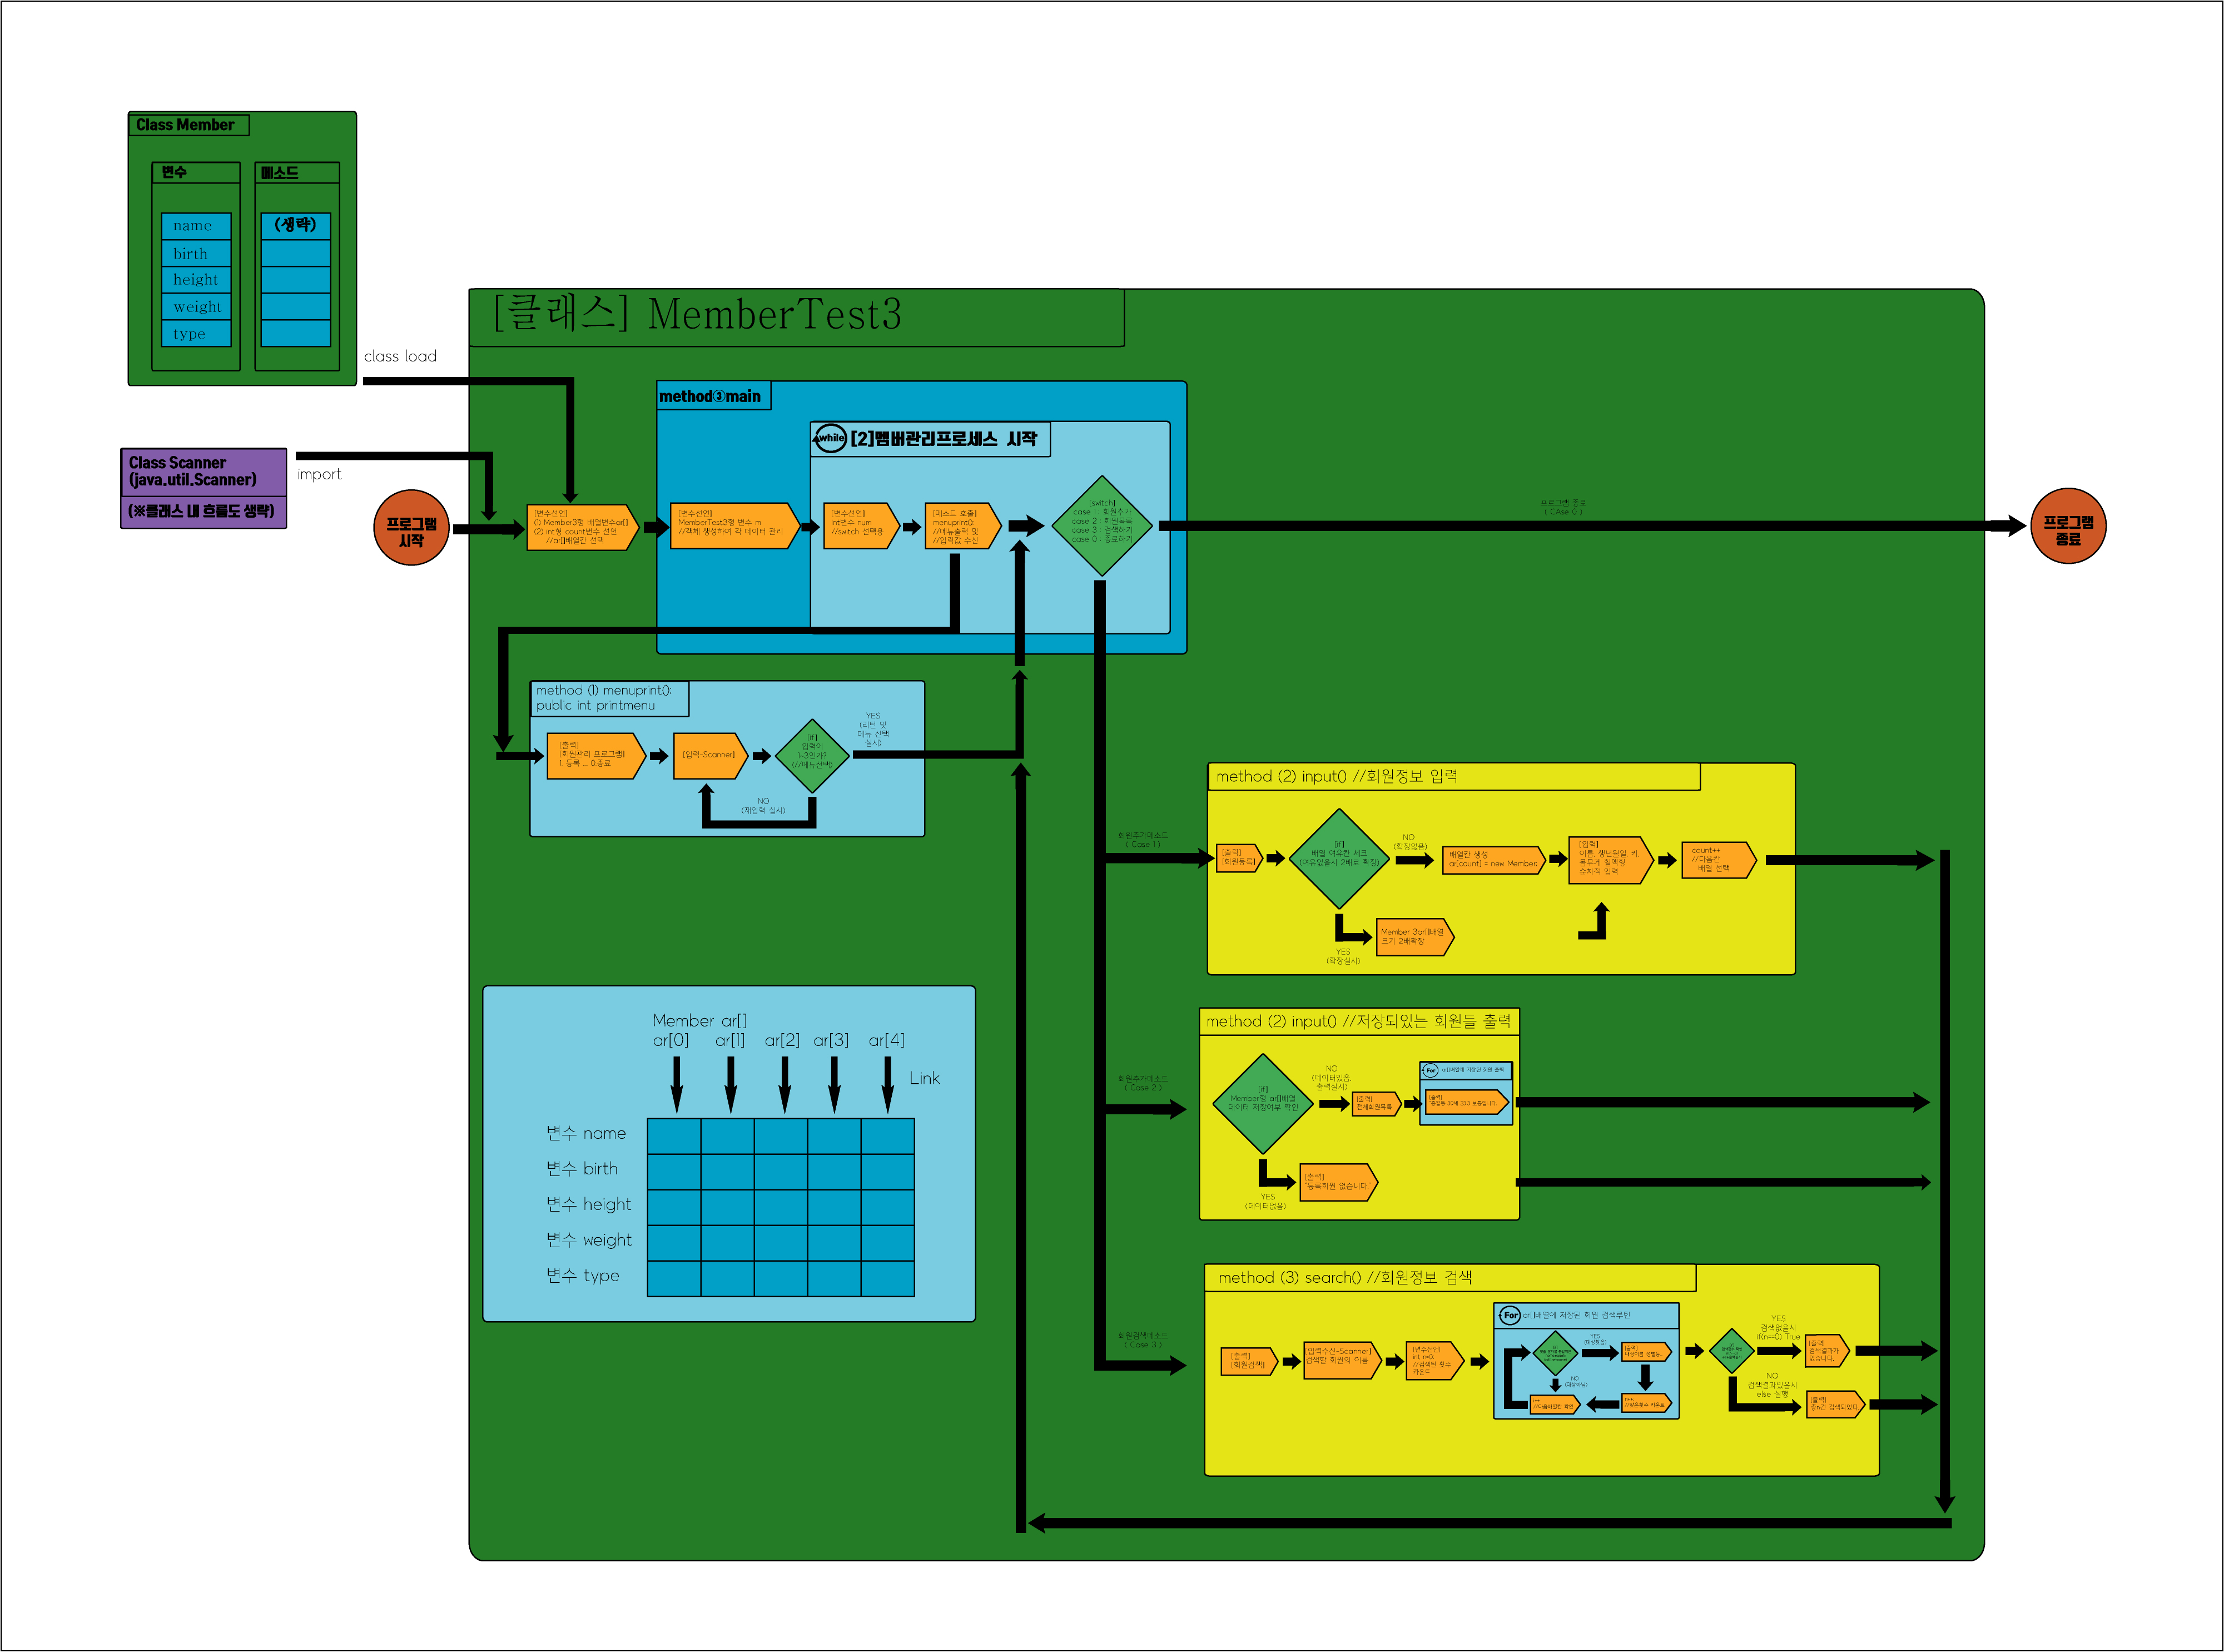 Class Member
변수
메소드
name
(생략)
birth
height
weight
type
class load
Class Scanner
(java.util.Scanner)
(※클래스 내 흐름도 생략)
import
프로그램
시작
[클래스] MemberTest3
[변수선언]
(1) Member3형 배열변수ar[]
(2) int형 count변수 선언
//ar[]배열칸 선택
method③main
[변수선언]
MemberTest3형 변수 m
//객체 생성하여 각 데이터 관리
while
[2]멤버관리프로세스 시작
[변수선언]
int변수 num
//switch 선택용
[메소드 호출]
menuprint();
//메뉴출력 및
//입력값 수신
[switch]
case 1 : 회원추가
case 2 : 회원목록
case 3 : 검색하기
case 0 : 종료하기
프로그램 종료
( CAse 0 )
프로그램
종료
method (1) menuprint();
public int printmenu
[출력]
[회원관리 프로그램]
1. 등록 ... 0.종료
[입력-Scanner]
[if]
입력이
1~3인가?
(//메뉴선택)
YES
(리턴 및
메뉴 선택
실시)
NO
(재입력 실시)
회원추가메소드
( Case 1 )
method (2) input() //회원정보 입력
[출력]
[회원등록]
[if]
배열 여유칸 체크
(여유없을시 2배로 확장)
NO
(확장없음)
배열칸 생성
ar[count] = new Member;
[입력]
이름, 생년월일, 키,
몸무게 혈액형
순차적 입력
count++
//다음칸
배열 선택
YES
(확장실시)
Member 3ar[]배열
크기 2배확장
회원추가메소드
( Case 2 )
method (2) input() //저장되있는 회원들 출력
[if]
Member형 ar[]배열
데이터 저장여부 확인
NO
(데이터있음,
출력실시)
[출력]
전체회원목록
For
ar[]배열에 저장된 회원 출력
[출력]
"홍길동 30세 23.3 보통입니다.
YES
(데이터없음)
[출력]
"등록회원 없습니다."
Member ar[]
ar[0]
ar[1]
ar[2]
ar[3]
ar[4]
Link
변수 name
변수 birth
변수 height
변수 weight
변수 type
회원검색메소드
( Case 3 )
method (3) search() //회원정보 검색
[출력]
[회원검색]
[입력수신-Scanner]
검색할 회원의 이름
[변수선언]
int n=0;
//검색된 횟수
카운트
For
ar[]배열에 저장된 회원 검색루틴
YES
(대상찾음)
[출력]
NO
(대상아님)
//다음배열칸 확인
n++;
//찾은횟수 카운트
YES
검색없을시
if(n==0) True
[출력]
검색결과가
없습니다.
NO
검색결과있을시
else 실행
[출력]
총n건 검색되었다